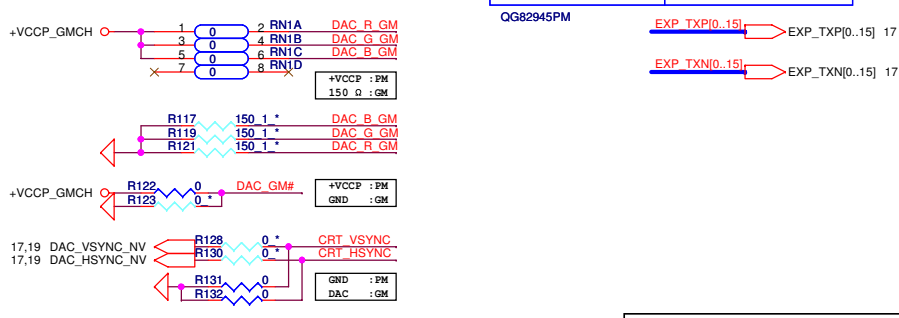 QG82945PM
+VCCP_GMCH 1 0 2 RN1A DAC_R_GM
3 0 4 RN1B DAC_G_GM
5 0 6 RN1C DAC_B_GM
7 0 8 RN1D
+VCCP :PM
150 Ω :GM
EXP_TXP[0..15] EXP_TXP[0..15] 17
EXP_TXN[0..15] EXP_TXN[0..15] 17
R117 150_1_* DAC_B_GM
R119 150_1_* DAC_G_GM
R121 150_1_* DAC_R_GM
+VCCP_GMCH R122 0 DAC_GM#
R123 0_*
+VCCP :PM
GND :GM
17,19 DAC_VSYNC_NV R128 0_* CRT_VSYNC
17,19 DAC_HSYNC_NV R130 0_* CRT_HSYNC
R131 0
R132 0
GND :PM
DAC :GM